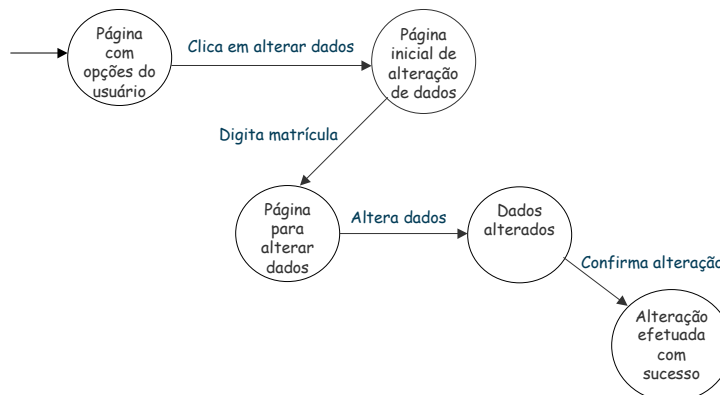 Página
com
opções do
usuário
Clica em alterar dados
Página
inicial de
alteração
de dados
Digita matrícula
Página
para
alterar
dados
Altera dados
Dados
alterados
Confirma alteração
Alteração
efetuada
com
sucesso